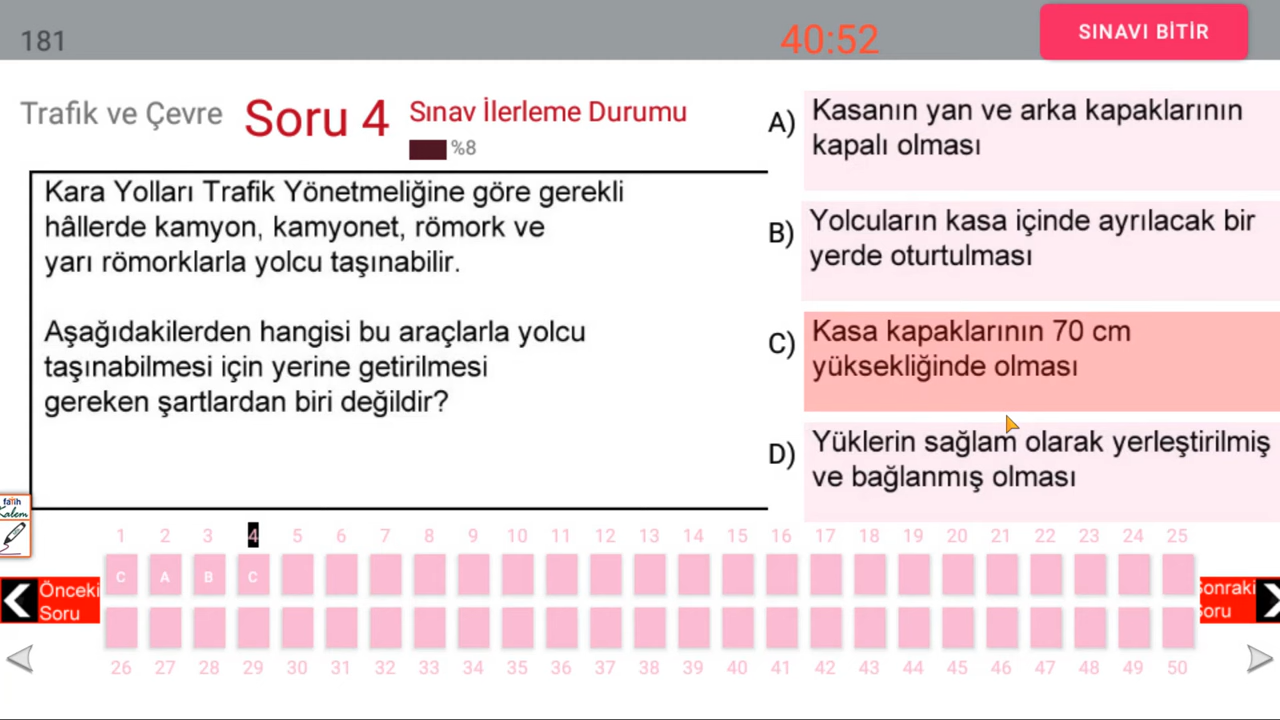 181
40:52
SINAVI BİTİR
Trafik ve Çevre
Soru 4
Sınav İlerleme Durumu
%8
Kara Yolları Trafik Yönetmeliğine göre gerekli
hâllerde kamyon, kamyonet, römork ve
yarı römorklarla yolcu taşınabilir.
Aşağıdakilerden hangisi bu araçlarla yolcu
taşınabilmesi için yerine getirilmesi
gereken şartlardan biri değildir?
A) Kasanın yan ve arka kapaklarının
kapalı olması
B) Yolcuların kasa içinde ayrılacak bir
yerde oturtulması
C) Kasa kapaklarının 70 cm
yüksekliğinde olması
D) Yüklerin sağlam olarak yerleştirilmiş
ve bağlanmış olması
fatih
Kalem
1 2 3 4 5 6 7 8 9 10 11 12 13 14 15 16 17 18 19 20 21 22 23 24 25
C A B C
Önceki
Soru
Sonraki
Soru
26 27 28 29 30 31 32 33 34 35 36 37 38 39 40 41 42 43 44 45 46 47 48 49 50